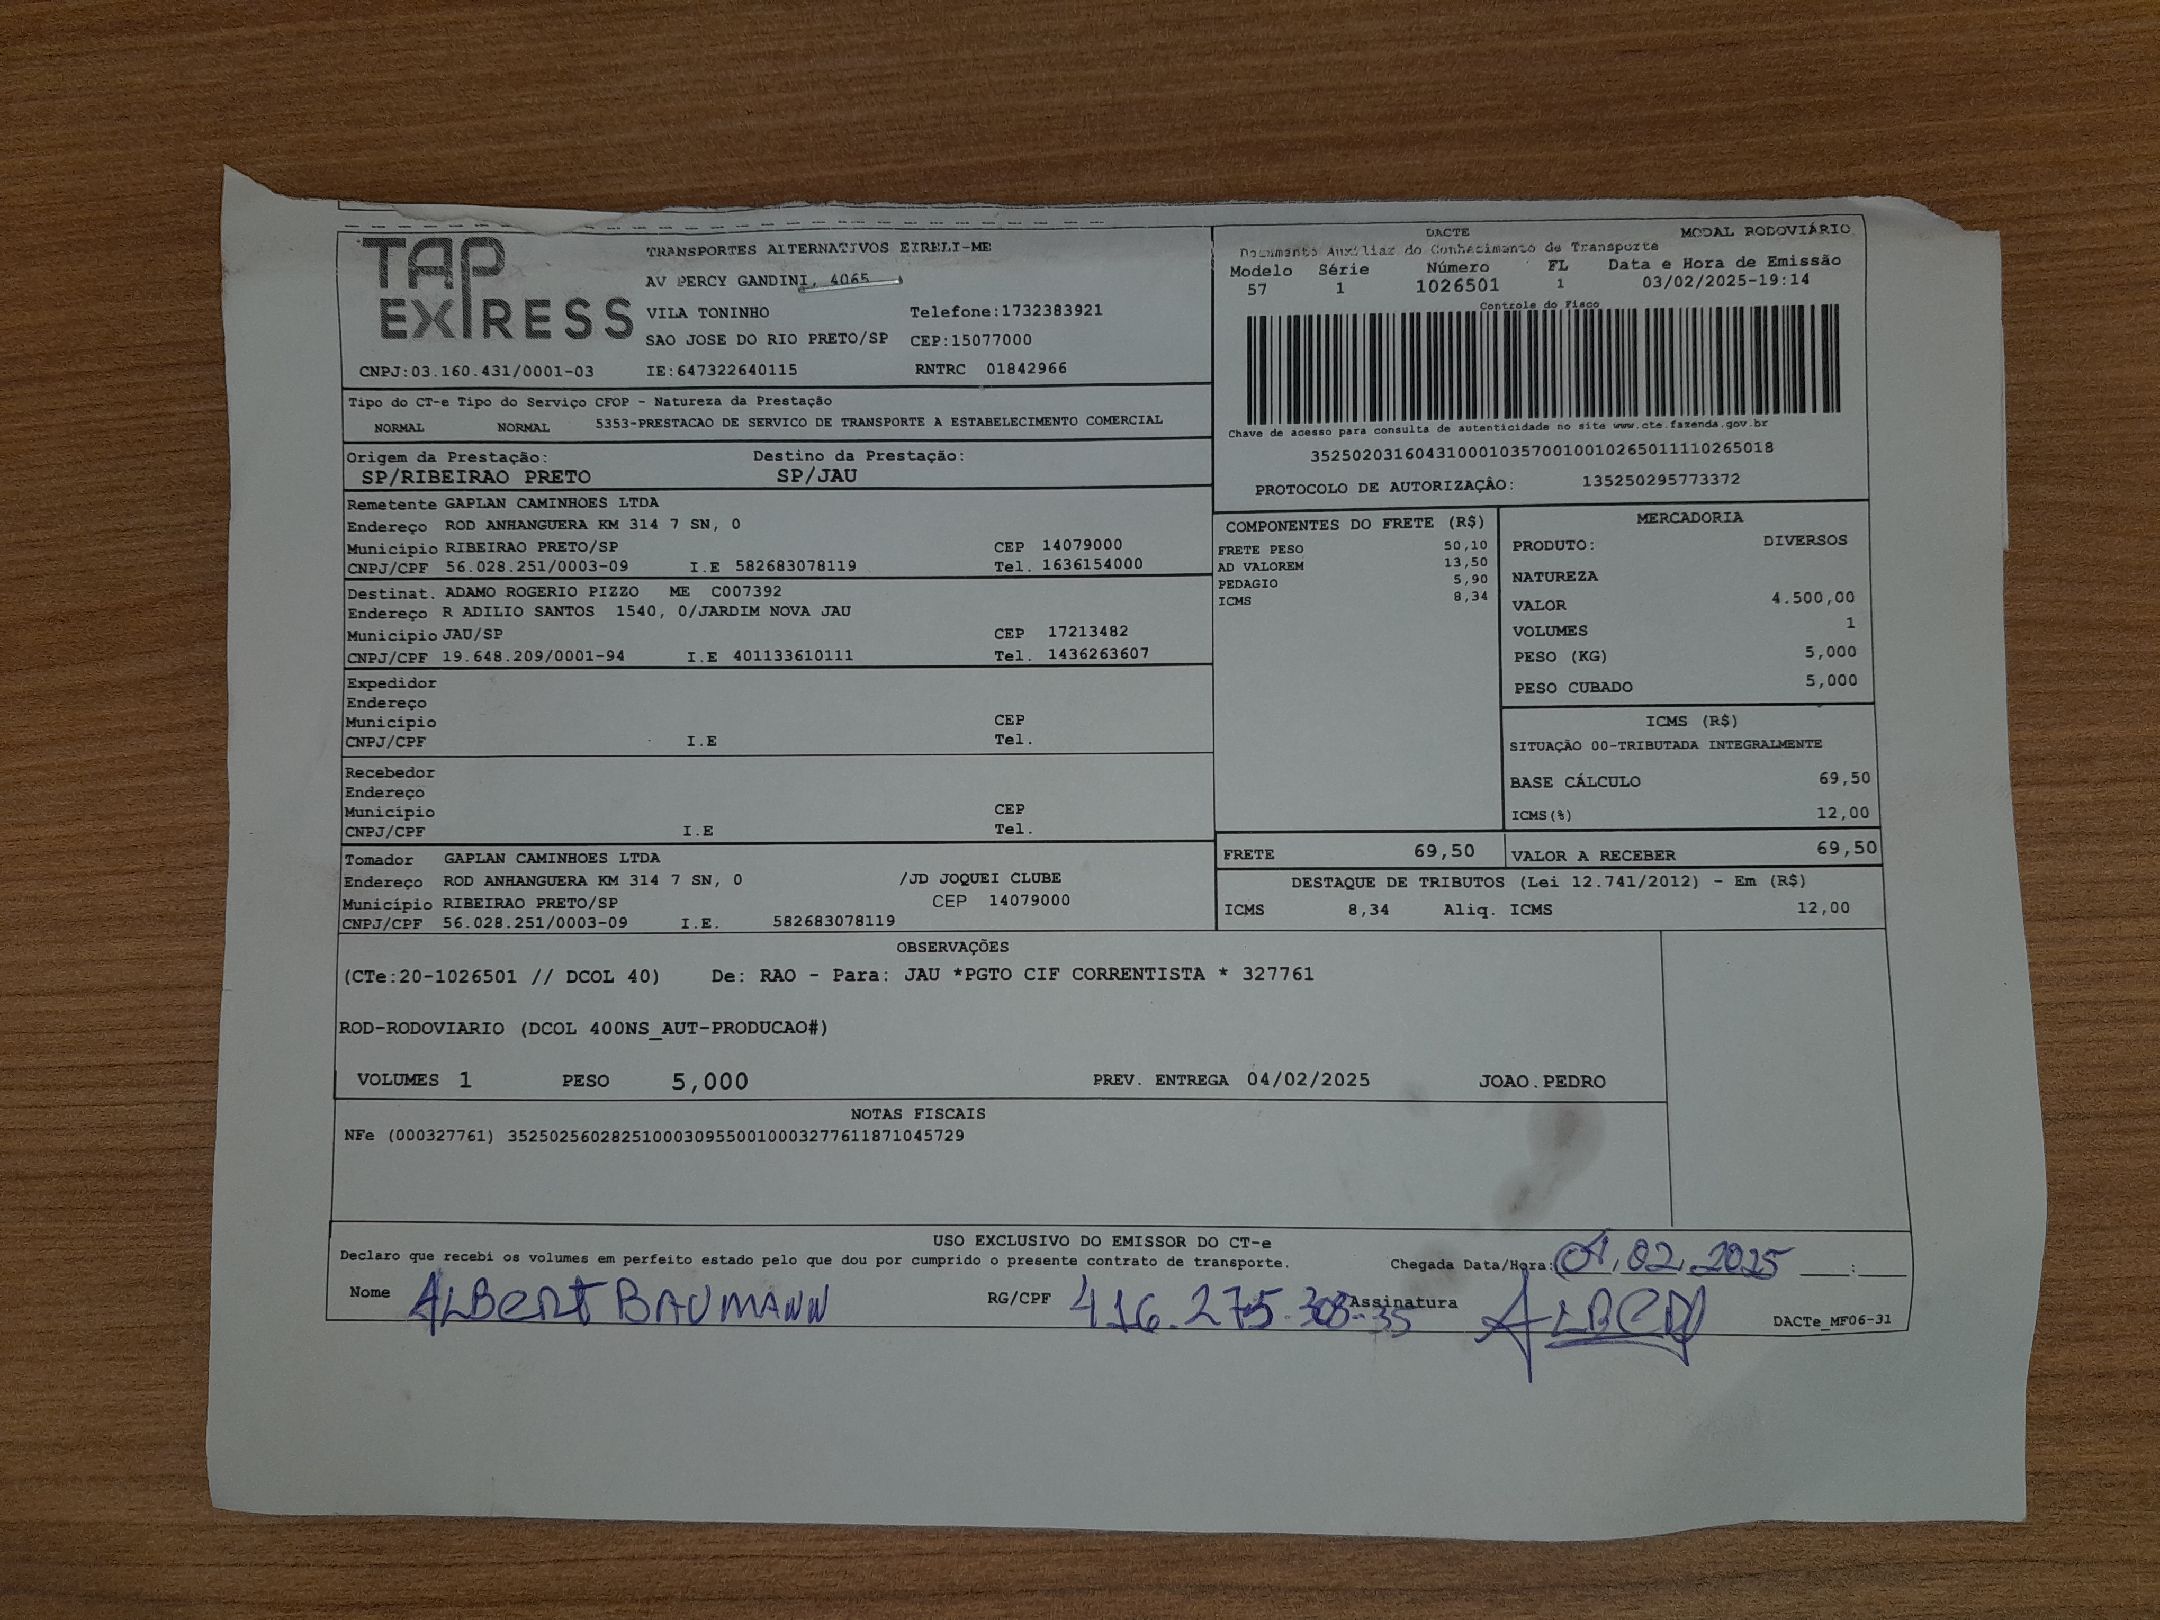 TAP EXPRESS
TRANSPORTES ALTERNATIVOS EIRELI-ME
AV PERCY GANDINI, 4065
VILA TONINHO Telefone:1732383921
SAO JOSE DO RIO PRETO/SP CEP:15077000
CNPJ:03.160.431/0001-03 IE:647322640115 RNTRC 01842966
DACTE MODAL RODOVIÁRIO
Documento Auxiliar do Conhecimento de Transporte
Modelo Série Número FL Data e Hora de Emissão
57 1 1026501 1 03/02/2025-19:14
Controle do Fisco
Chave de acesso para consulta de autenticidade no site www.cte.fazenda.gov.br
35250203160431000103570010010265011110265018
PROTOCOLO DE AUTORIZAÇÃO: 135250295773372
Tipo do CT-e Tipo do Serviço CFOP - Natureza da Prestação
NORMAL NORMAL 5353-PRESTACAO DE SERVICO DE TRANSPORTE A ESTABELECIMENTO COMERCIAL
Origem da Prestação: Destino da Prestação:
SP/RIBEIRAO PRETO SP/JAU
Remetente GAPLAN CAMINHOES LTDA
Endereço ROD ANHANGUERA KM 314 7 SN, 0
Município RIBEIRAO PRETO/SP CEP 14079000
CNPJ/CPF 56.028.251/0003-09 I.E 582683078119 Tel. 1636154000
Destinat. ADAMO ROGERIO PIZZO ME C007392
Endereço R ADILIO SANTOS 1540, 0/JARDIM NOVA JAU
Município JAU/SP CEP 17213482
CNPJ/CPF 19.648.209/0001-94 I.E 401133610111 Tel. 1436263607
Expedidor
Endereço
Município CEP
CNPJ/CPF I.E Tel.
Recebedor
Endereço
Município CEP
CNPJ/CPF I.E Tel.
Tomador GAPLAN CAMINHOES LTDA
Endereço ROD ANHANGUERA KM 314 7 SN, 0 /JD JOQUEI CLUBE
Município RIBEIRAO PRETO/SP CEP 14079000
CNPJ/CPF 56.028.251/0003-09 I.E. 582683078119
COMPONENTES DO FRETE (R$)
FRETE PESO 50,10
AD VALOREM 13,50
PEDAGIO 5,90
ICMS 8,34
MERCADORIA
PRODUTO: DIVERSOS
NATUREZA
VALOR 4.500,00
VOLUMES 1
PESO (KG) 5,000
PESO CUBADO 5,000
ICMS (R$)
SITUAÇÃO 00-TRIBUTADA INTEGRALMENTE
BASE CÁLCULO 69,50
ICMS(%) 12,00
FRETE 69,50 VALOR A RECEBER 69,50
DESTAQUE DE TRIBUTOS (Lei 12.741/2012) - Em (R$)
ICMS 8,34 Aliq. ICMS 12,00
OBSERVAÇÕES
(CTe:20-1026501 // DCOL 40) De: RAO - Para: JAU *PGTO CIF CORRENTISTA * 327761
ROD-RODOVIARIO (DCOL 400NS_AUT-PRODUCAO#)
VOLUMES 1 PESO 5,000 PREV. ENTREGA 04/02/2025 JOAO.PEDRO
NOTAS FISCAIS
NFe (000327761) 35250256028251000309550010003277611871045729
USO EXCLUSIVO DO EMISSOR DO CT-e
Declaro que recebi os volumes em perfeito estado pelo que dou por cumprido o presente contrato de transporte. Chegada Data/Hora: 04.02.2025 ___:___
Nome ALBERT BAUMANN RG/CPF 416.275.308-35 Assinatura
DACTe_MF06-31